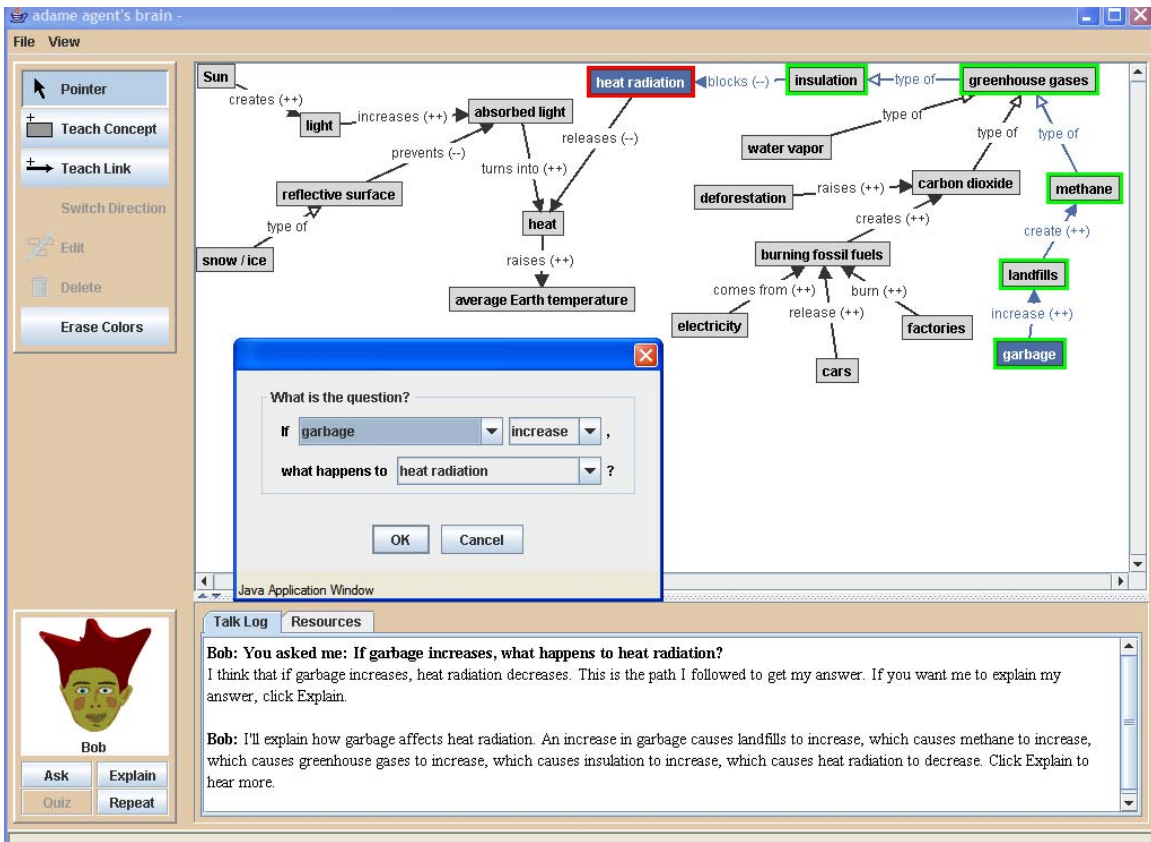 adame agent's brain -
File View
Pointer
Teach Concept
Teach Link
Switch Direction
Edit
Delete
Erase Colors
Sun
creates (++)
light
increases (++)
absorbed light
prevents (--)
reflective surface
type of
snow / ice
turns into (++)
heat radiation
releases (--)
heat
raises (++)
average Earth temperature
blocks (--)
insulation
type of
greenhouse gases
type of
type of
type of
water vapor
deforestation
raises (++)
carbon dioxide
methane
creates (++)
create (++)
burning fossil fuels
landfills
comes from (++)
burn (++)
release (++)
increase (++)
electricity
factories
garbage
cars
What is the question?
If garbage increase ,
what happens to heat radiation ?
OK Cancel
Java Application Window
Talk Log Resources
Bob: You asked me: If garbage increases, what happens to heat radiation?
I think that if garbage increases, heat radiation decreases. This is the path I followed to get my answer. If you want me to explain my
answer, click Explain.
Bob: I'll explain how garbage affects heat radiation. An increase in garbage causes landfills to increase, which causes methane to increase,
which causes greenhouse gases to increase, which causes insulation to increase, which causes heat radiation to decrease. Click Explain to
hear more.
Bob
Ask Explain
Quiz Repeat